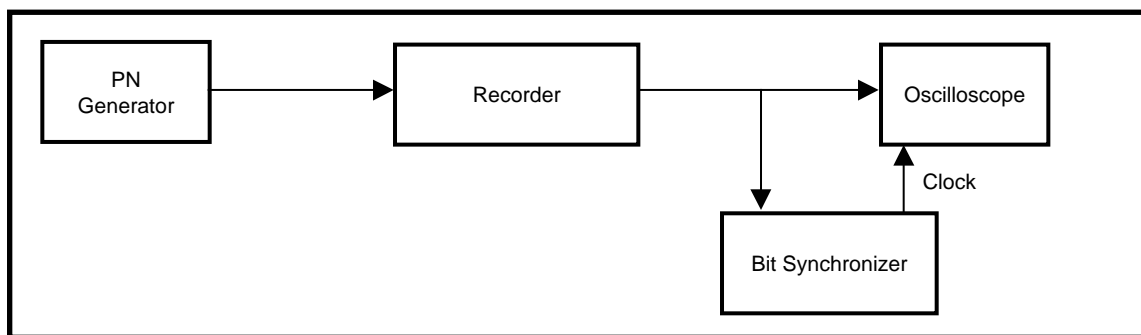 PN
Generator
Recorder
Oscilloscope
Clock
Bit Synchronizer